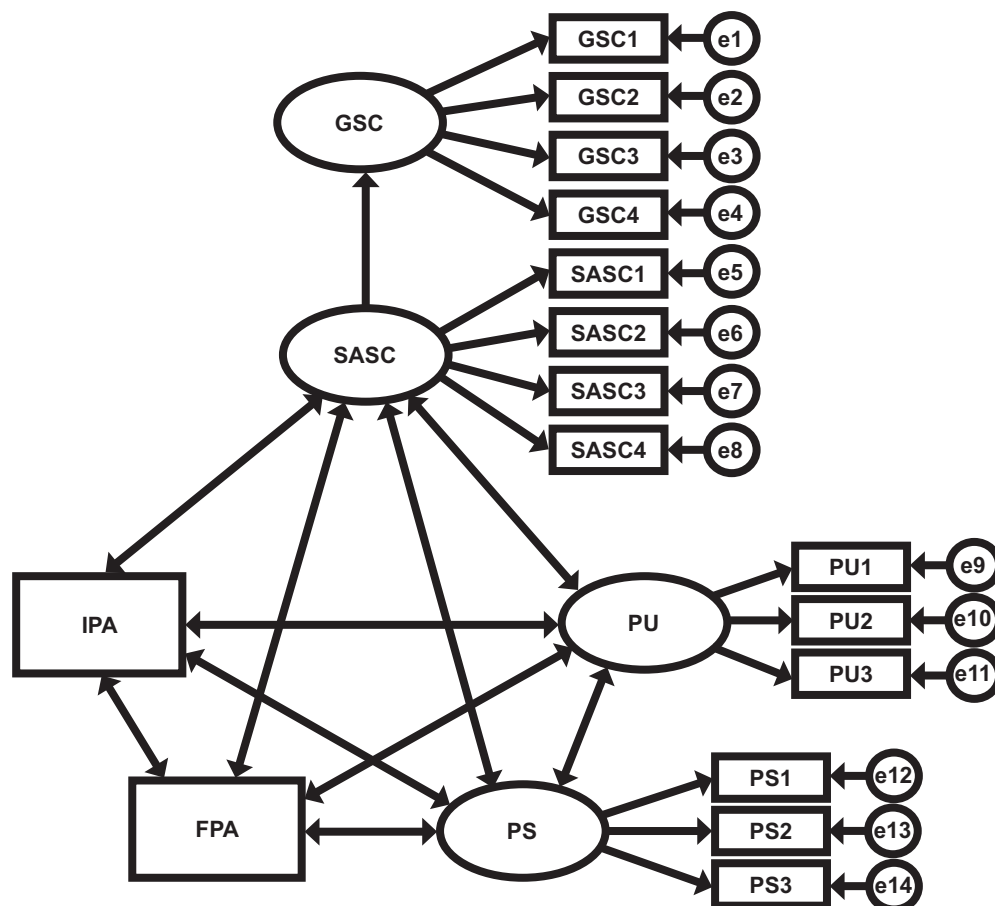 GSC1
e1
GSC2
e2
GSC
GSC3
e3
GSC4
e4
SASC1
e5
SASC
SASC2
e6
SASC3
e7
SASC4
e8
IPA
PU
PU1
e9
PU2
e10
PU3
e11
FPA
PS
PS1
e12
PS2
e13
PS3
e14